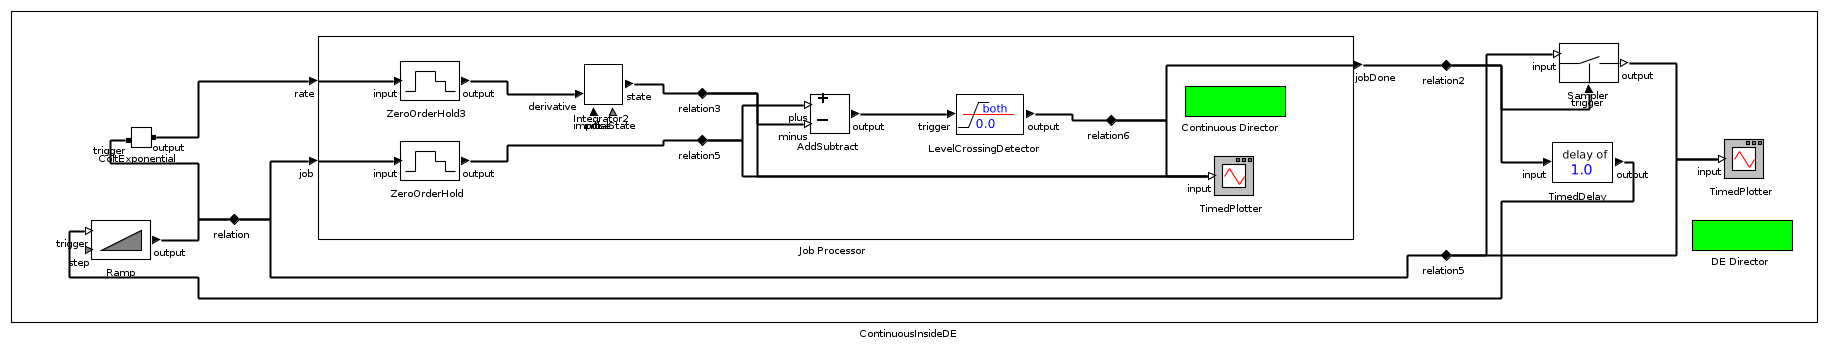 rate
input
output
ZeroOrderHold3
derivative
state
Integrator2
impulse
initialState
relation3
plus
+
−
minus
output
AddSubtract
trigger
both
0.0
output
LevelCrossingDetector
relation6
Continuous Director
jobDone
relation2
input
output
Sampler
trigger
trigger
output
ColtExponential
job
input
output
ZeroOrderHold
relation5
input
TimedPlotter
input
delay of
1.0
output
TimedDelay
input
TimedPlotter
relation
trigger
step
output
Ramp
Job Processor
relation5
DE Director
ContinuousInsideDE